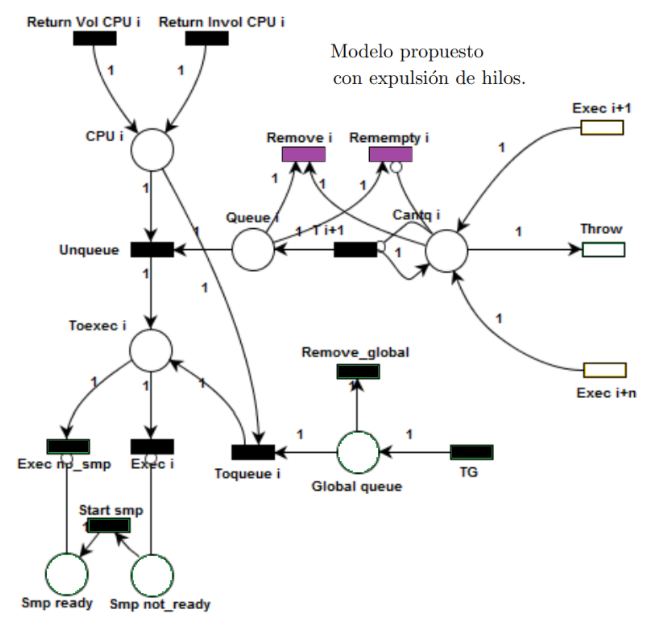 Return Vol CPU i
Return Invol CPU i
Modelo propuesto
con expulsión de hilos.
1
1
Exec i+1
CPU i
Remove i
Remempty i
1
1
1
1
1
Queue i
Cantq i
1
1
T i+1
1
1
Throw
Unqueue
1
1
1
Toexec i
Remove_global
Exec i+n
1
1
1
1
1
1
Exec no_smp
Exec i
Toqueue i
TG
Global queue
Start smp
1
Smp ready
Smp not_ready